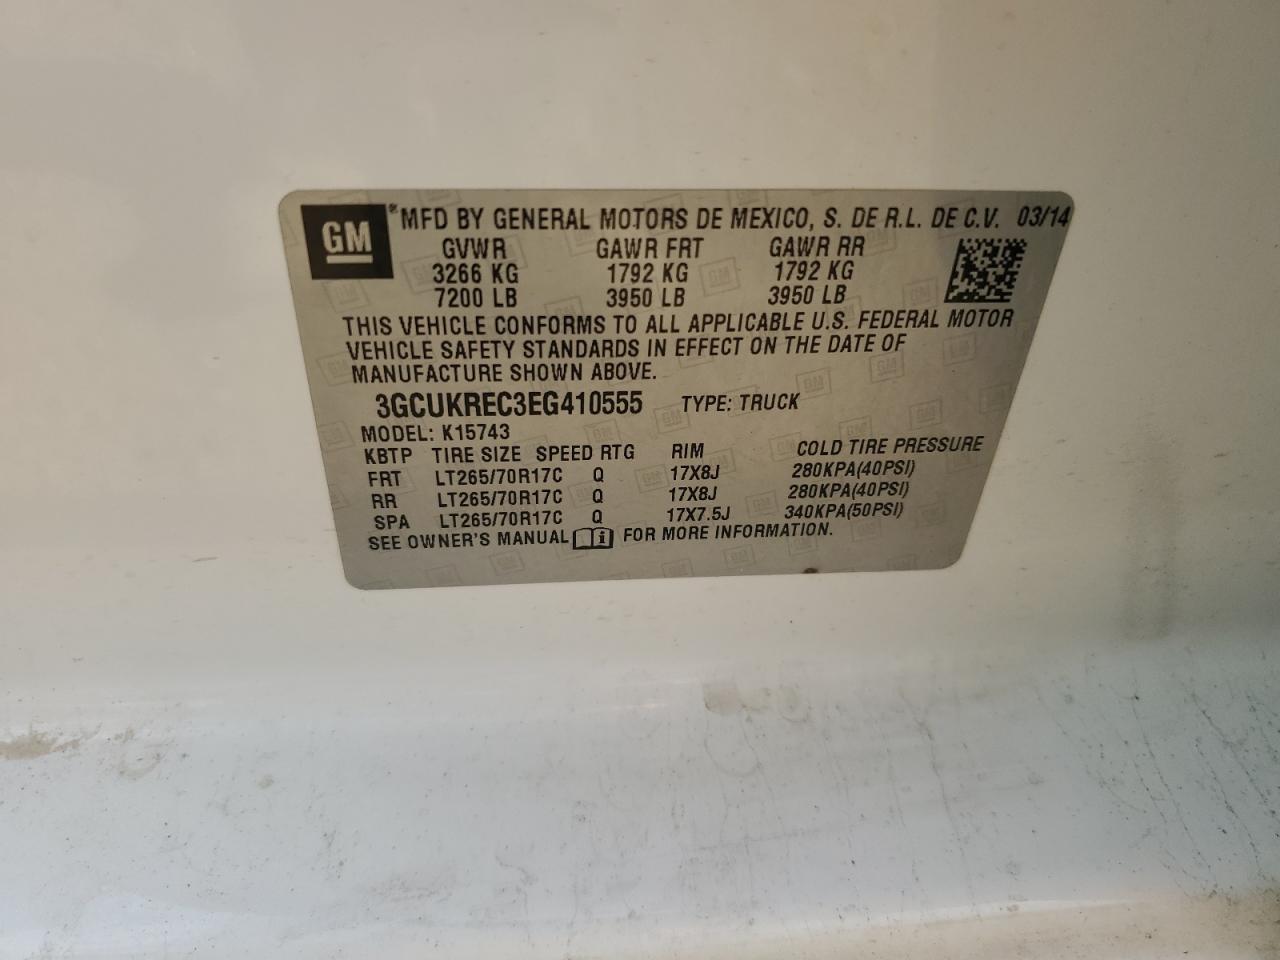 GM
*MFD BY GENERAL MOTORS DE MEXICO, S. DE R.L. DE C.V. 03/14
GVWR GAWR FRT GAWR RR
3266 KG 1792 KG 1792 KG
7200 LB 3950 LB 3950 LB
THIS VEHICLE CONFORMS TO ALL APPLICABLE U.S. FEDERAL MOTOR
VEHICLE SAFETY STANDARDS IN EFFECT ON THE DATE OF
MANUFACTURE SHOWN ABOVE.
3GCUKREC3EG410555 TYPE: TRUCK
MODEL: K15743
KBTP TIRE SIZE SPEED RTG RIM COLD TIRE PRESSURE
FRT LT265/70R17C Q 17X8J 280KPA(40PSI)
RR LT265/70R17C Q 17X8J 280KPA(40PSI)
SPA LT265/70R17C Q 17X7.5J 340KPA(50PSI)
SEE OWNER'S MANUAL i FOR MORE INFORMATION.